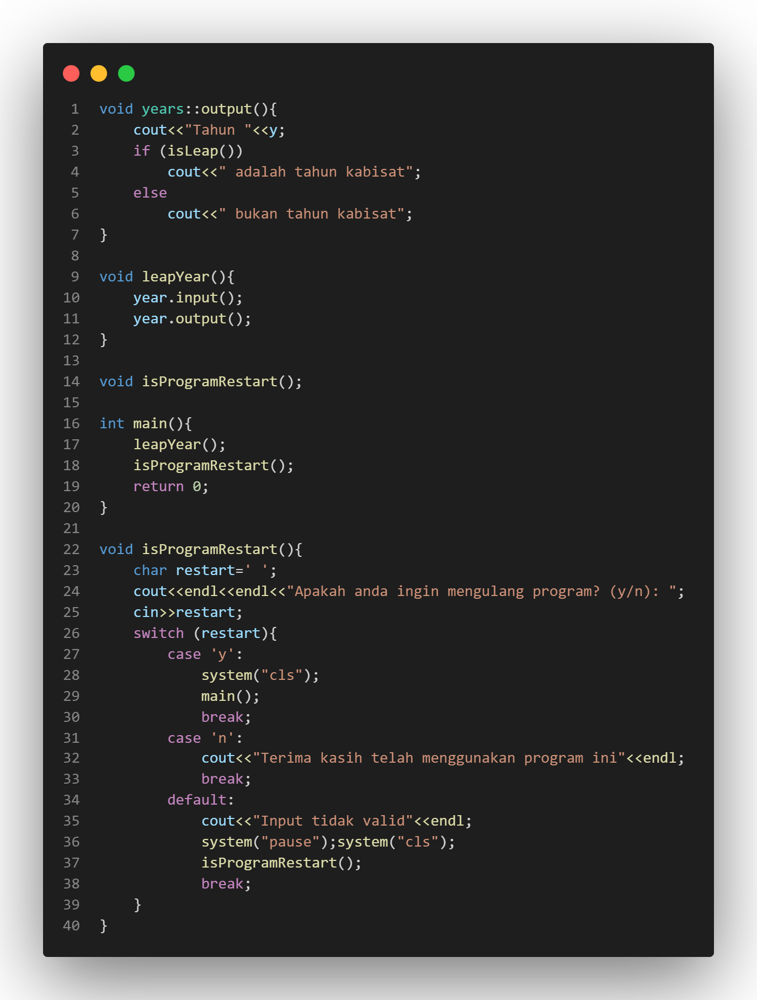 1 void years::output(){
2     cout<<"Tahun "<<y;
3     if (isLeap())
4         cout<<" adalah tahun kabisat";
5     else
6         cout<<" bukan tahun kabisat";
7 }
8
9 void leapYear(){
10     year.input();
11     year.output();
12 }
13
14 void isProgramRestart();
15
16 int main(){
17     leapYear();
18     isProgramRestart();
19     return 0;
20 }
21
22 void isProgramRestart(){
23     char restart=' ';
24     cout<<endl<<endl<<"Apakah anda ingin mengulang program? (y/n): ";
25     cin>>restart;
26     switch (restart){
27         case 'y':
28             system("cls");
29             main();
30             break;
31         case 'n':
32             cout<<"Terima kasih telah menggunakan program ini"<<endl;
33             break;
34         default:
35             cout<<"Input tidak valid"<<endl;
36             system("pause");system("cls");
37             isProgramRestart();
38             break;
39     }
40 }